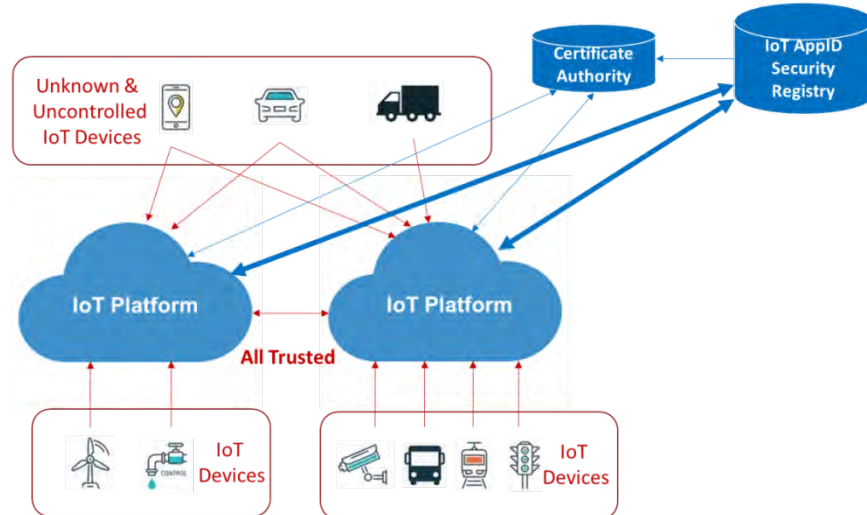 Unknown &
Uncontrolled
IoT Devices
Certificate
Authority
IoT AppID
Security
Registry
IoT Platform
IoT Platform
All Trusted
IoT
Devices
CONTROL
IoT
Devices